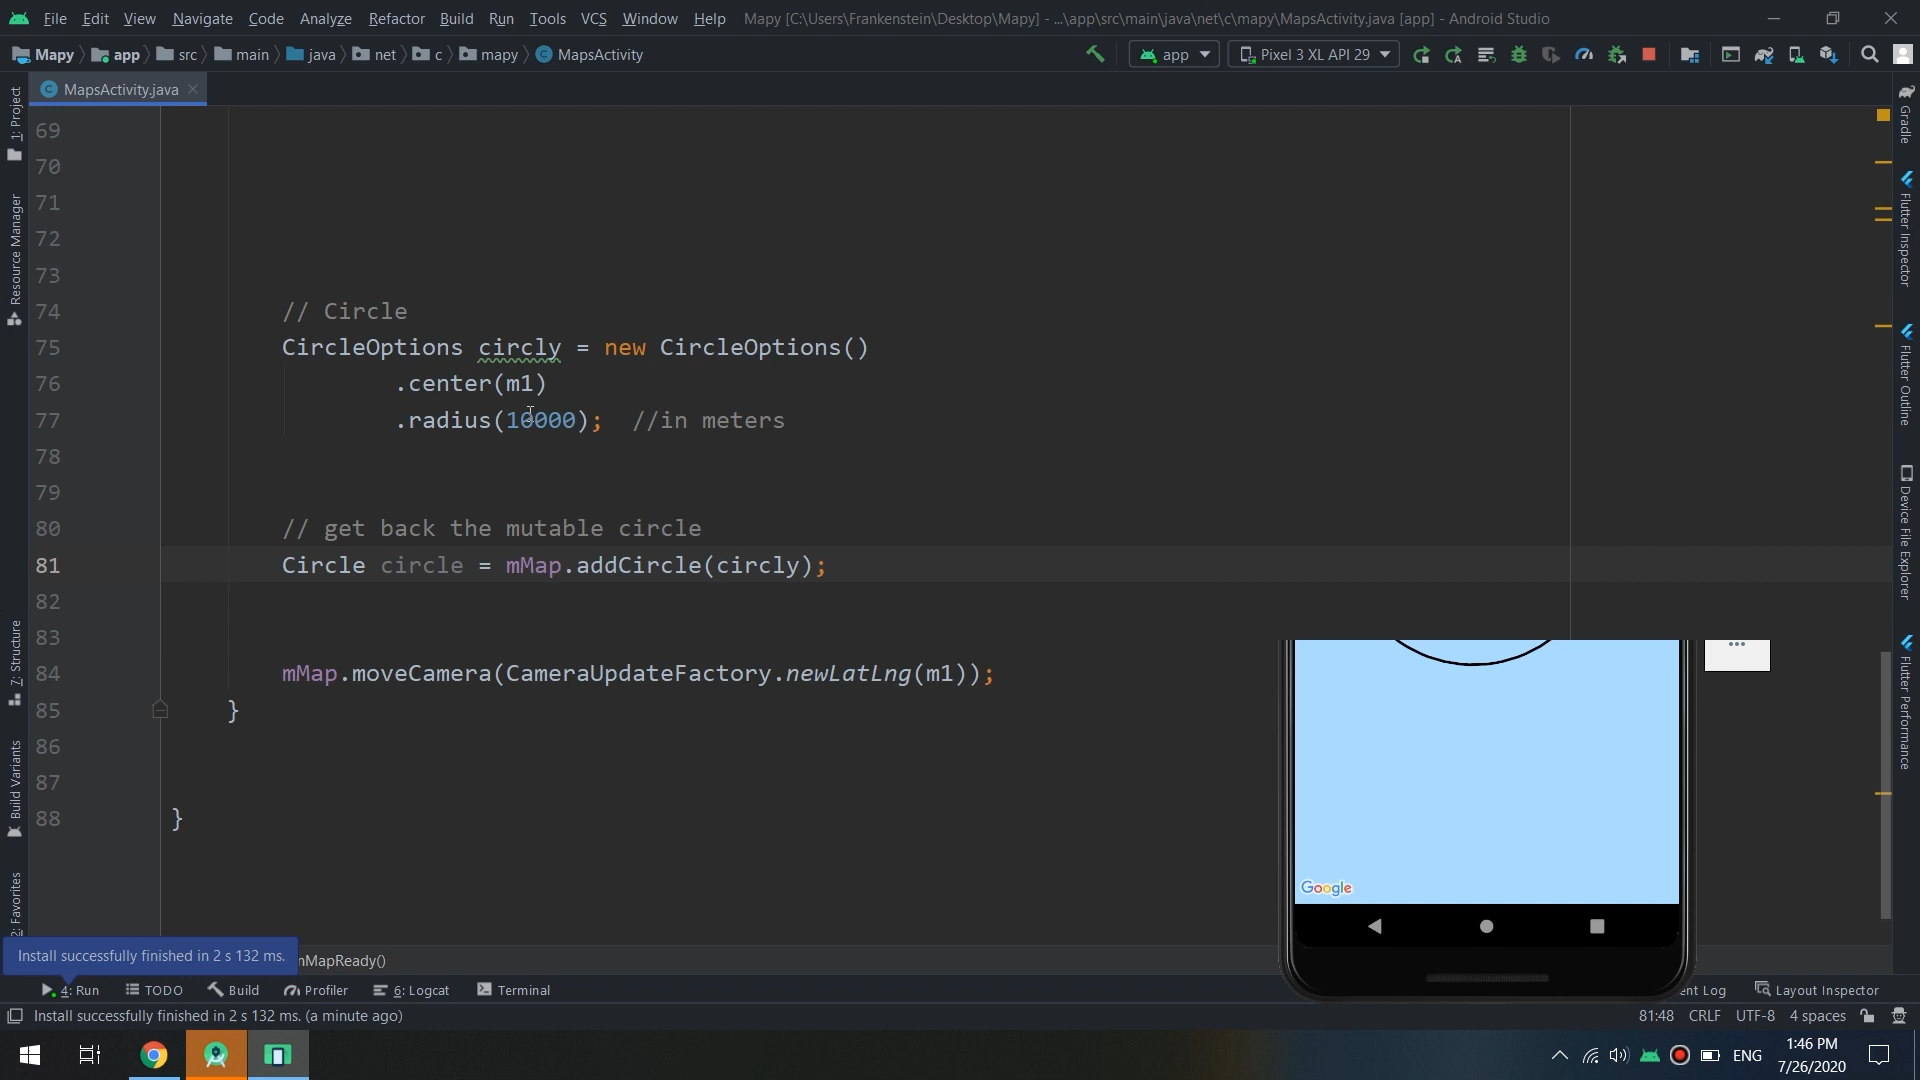 File Edit View Navigate Code Analyze Refactor Build Run Tools VCS Window Help Mapy [C:\Users\Frankenstein\Desktop\Mapy] - ...\app\src\main\java\net\c\mapy\MapsActivity.java [app] - Android Studio
Mapy app src main java net c mapy MapsActivity
app Pixel 3 XL API 29
MapsActivity.java
1: Project
Resource Manager
7: Structure
Build Variants
2: Favorites
69
70
71
72
73
74 // Circle
75 CircleOptions circly = new CircleOptions()
76 .center(m1)
77 .radius(10000); //in meters
78
79
80 // get back the mutable circle
81 Circle circle = mMap.addCircle(circly);
82
83
84 mMap.moveCamera(CameraUpdateFactory.newLatLng(m1));
85 }
86
87
88 }
Gradle
Flutter Inspector
Flutter Outline
Device File Explorer
Flutter Performance
Google
Install successfully finished in 2 s 132 ms.
nMapReady()
4: Run TODO Build Profiler 6: Logcat Terminal
ent Log Layout Inspector
Install successfully finished in 2 s 132 ms. (a minute ago)
81:48 CRLF UTF-8 4 spaces
ENG
1:46 PM
7/26/2020